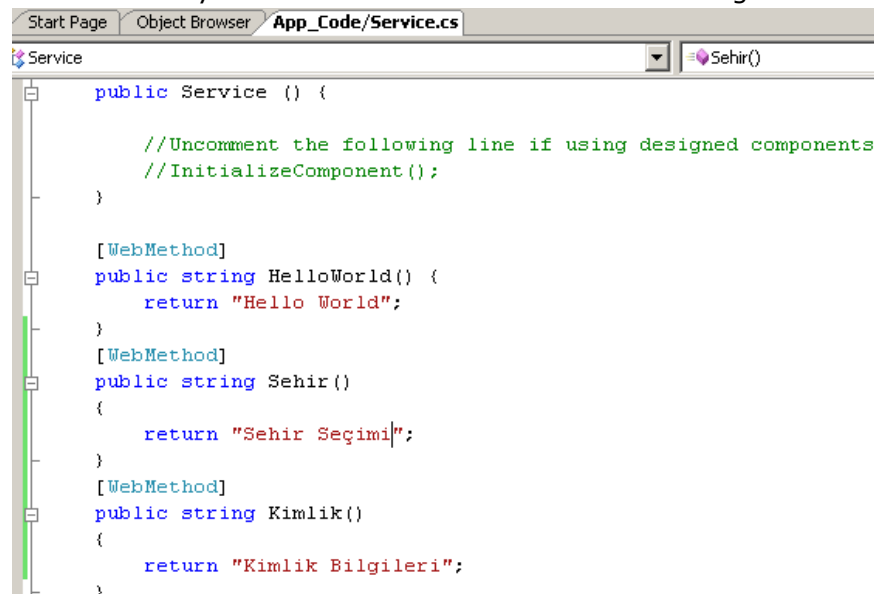 Start Page Object Browser App_Code/Service.cs
Service Sehir()
public Service () {
//Uncomment the following line if using designed components
//InitializeComponent();
}
[WebMethod]
public string HelloWorld() {
return "Hello World";
}
[WebMethod]
public string Sehir()
{
return "Sehir Seçimi";
}
[WebMethod]
public string Kimlik()
{
return "Kimlik Bilgileri";
}